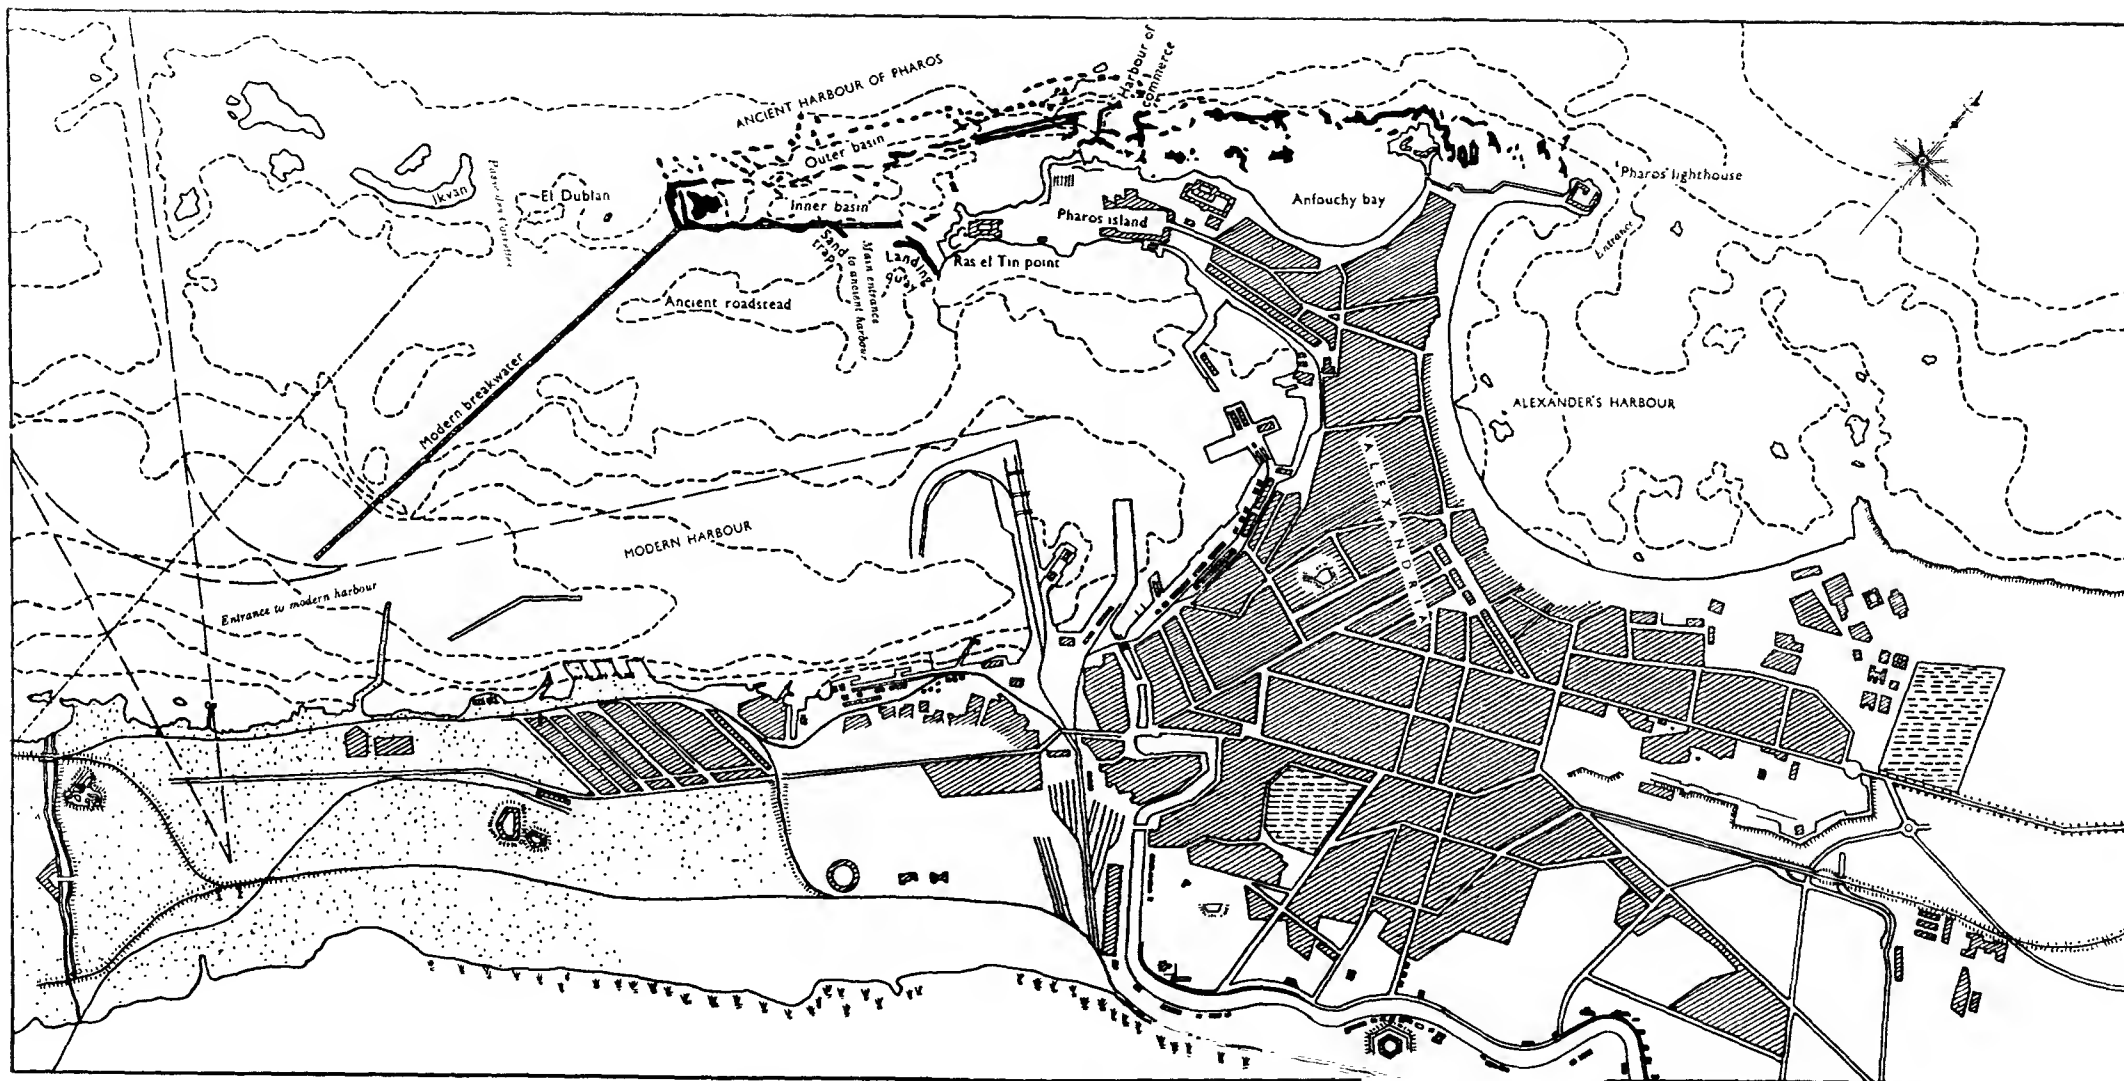 ANCIENT HARBOUR OF PHAROS
Harbour of
commerce
Outer basin
Inner basin
Ikvan
El Dublan
Anfouchy bay
Pharos lighthouse
Pharos island
Entrance
Sand
trap
Main entrance
to ancient harbour
Landing
quay
Ras el Tin point
Ancient roadstead
Modern breakwater
ALEXANDER'S HARBOUR
ALEXANDRIA
MODERN HARBOUR
Entrance to modern harbour